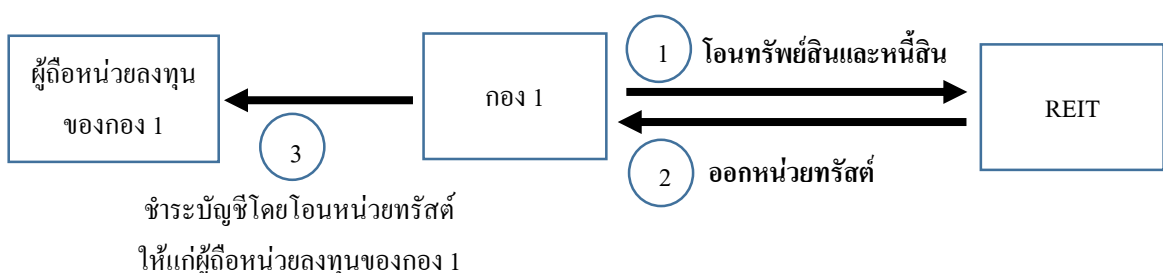 1
โอนทรัพย์สินและหนี้สิน
ผู้ถือหน่วยลงทุน
ของกอง 1
กอง 1
REIT
3
2
ออกหน่วยทรัสต์
ชำระบัญชีโดยโอนหน่วยทรัสต์
ให้แก่ผู้ถือหน่วยลงทุนของกอง 1